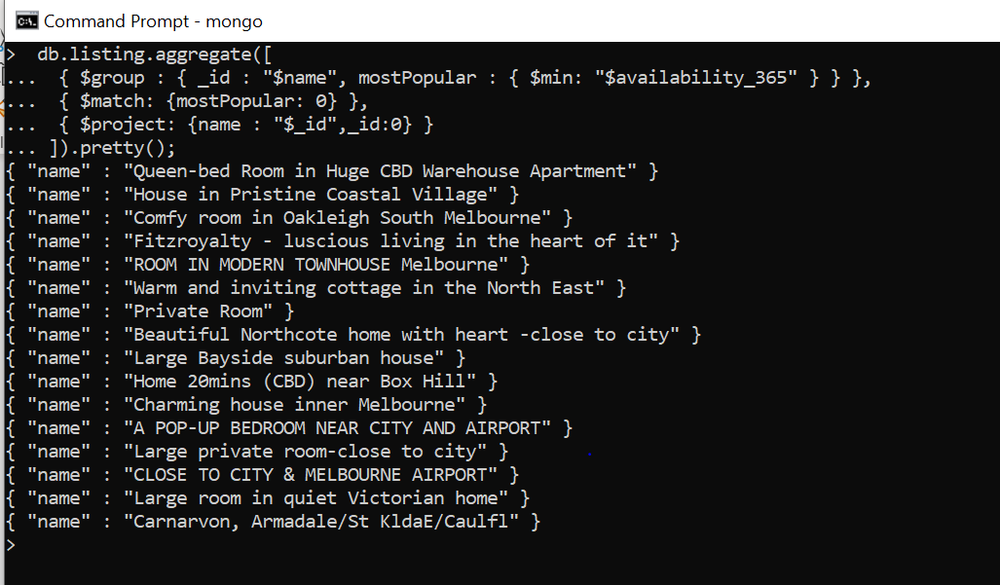 Command Prompt - mongo
>  db.listing.aggregate([
...  { $group : { _id : "$name", mostPopular : { $min: "$availability_365" } } },
...  { $match: {mostPopular: 0} },
...  { $project: {name : "$_id",_id:0} }
... ]).pretty();
{ "name" : "Queen-bed Room in Huge CBD Warehouse Apartment" }
{ "name" : "House in Pristine Coastal Village" }
{ "name" : "Comfy room in Oakleigh South Melbourne" }
{ "name" : "Fitzroyalty - luscious living in the heart of it" }
{ "name" : "ROOM IN MODERN TOWNHOUSE Melbourne" }
{ "name" : "Warm and inviting cottage in the North East" }
{ "name" : "Private Room" }
{ "name" : "Beautiful Northcote home with heart -close to city" }
{ "name" : "Large Bayside suburban house" }
{ "name" : "Home 20mins (CBD) near Box Hill" }
{ "name" : "Charming house inner Melbourne" }
{ "name" : "A POP-UP BEDROOM NEAR CITY AND AIRPORT" }
{ "name" : "Large private room-close to city" }
{ "name" : "CLOSE TO CITY & MELBOURNE AIRPORT" }
{ "name" : "Large room in quiet Victorian home" }
{ "name" : "Carnarvon, Armadale/St KldaE/Caulfl" }
>